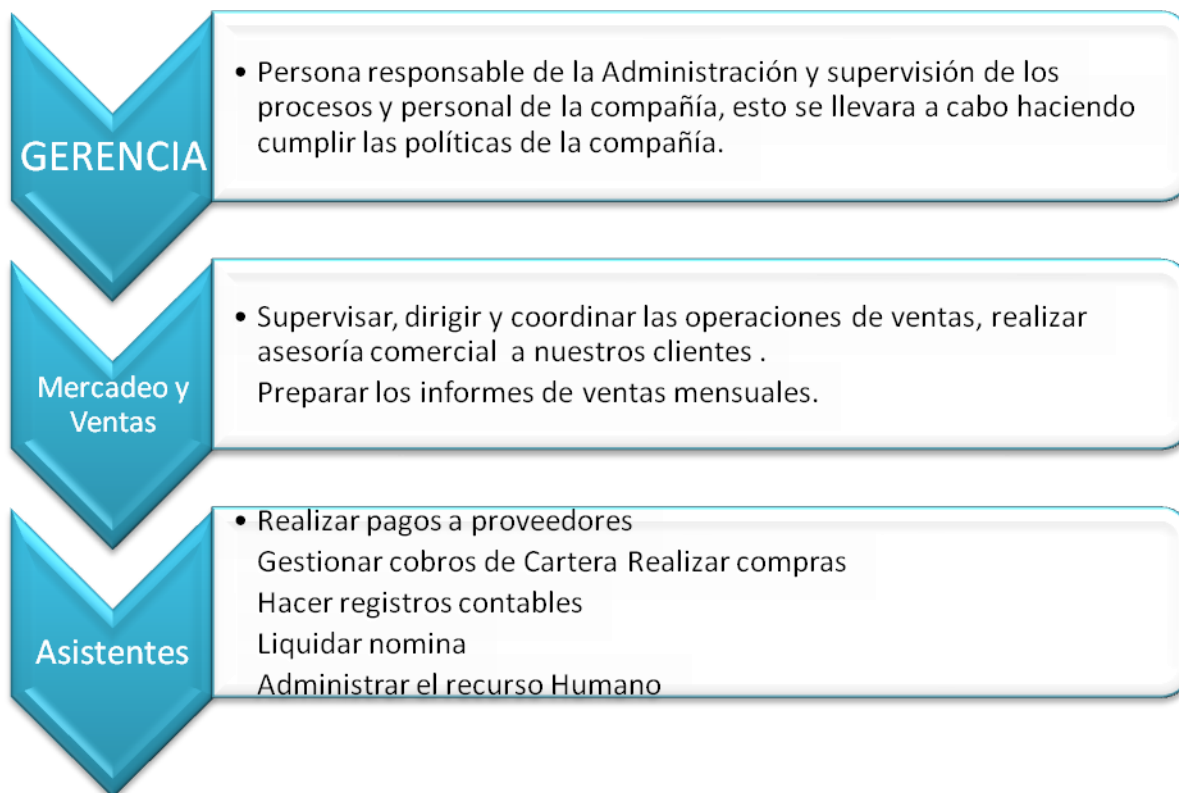 GERENCIA
• Persona responsable de la Administración y supervisión de los
procesos y personal de la compañía, esto se llevara a cabo haciendo
cumplir las políticas de la compañía.
Mercadeo y
Ventas
• Supervisar, dirigir y coordinar las operaciones de ventas, realizar
asesoría comercial a nuestros clientes .
Preparar los informes de ventas mensuales.
Asistentes
• Realizar pagos a proveedores
Gestionar cobros de Cartera Realizar compras
Hacer registros contables
Liquidar nomina
Administrar el recurso Humano